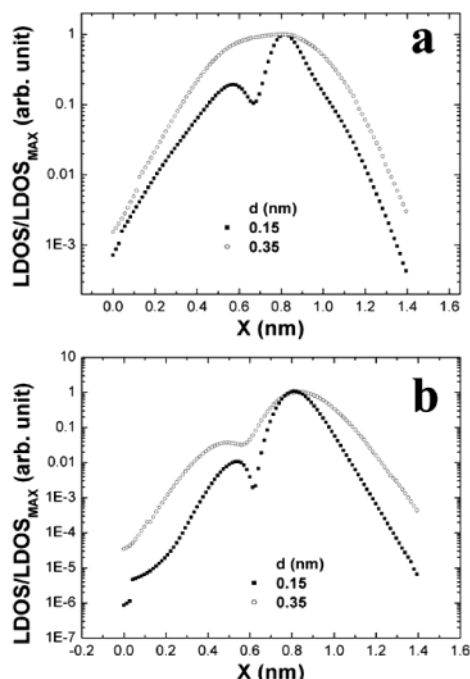 a
LDOS/LDOS_MAX (arb. unit)
1
0.1
0.01
1E-3
d (nm)
0.15
0.35
0.0 0.2 0.4 0.6 0.8 1.0 1.2 1.4
X (nm)
b
LDOS/LDOS_MAX (arb. unit)
10
1
0.1
0.01
1E-3
1E-4
1E-5
1E-6
1E-7
d (nm)
0.15
0.35
-0.2 0.0 0.2 0.4 0.6 0.8 1.0 1.2 1.4 1.6
X (nm)